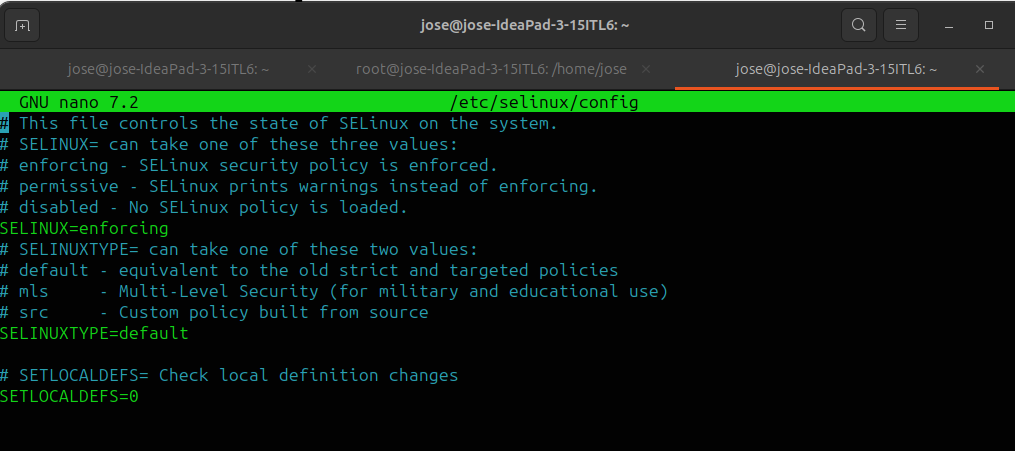 jose@jose-IdeaPad-3-15ITL6: ~
jose@jose-IdeaPad-3-15ITL6: ~
root@jose-IdeaPad-3-15ITL6: /home/jose
jose@jose-IdeaPad-3-15ITL6: ~
GNU nano 7.2 /etc/selinux/config
# This file controls the state of SELinux on the system.
# SELINUX= can take one of these three values:
# enforcing - SELinux security policy is enforced.
# permissive - SELinux prints warnings instead of enforcing.
# disabled - No SELinux policy is loaded.
SELINUX=enforcing
# SELINUXTYPE= can take one of these two values:
# default - equivalent to the old strict and targeted policies
# mls     - Multi-Level Security (for military and educational use)
# src     - Custom policy built from source
SELINUXTYPE=default
# SETLOCALDEFS= Check local definition changes
SETLOCALDEFS=0